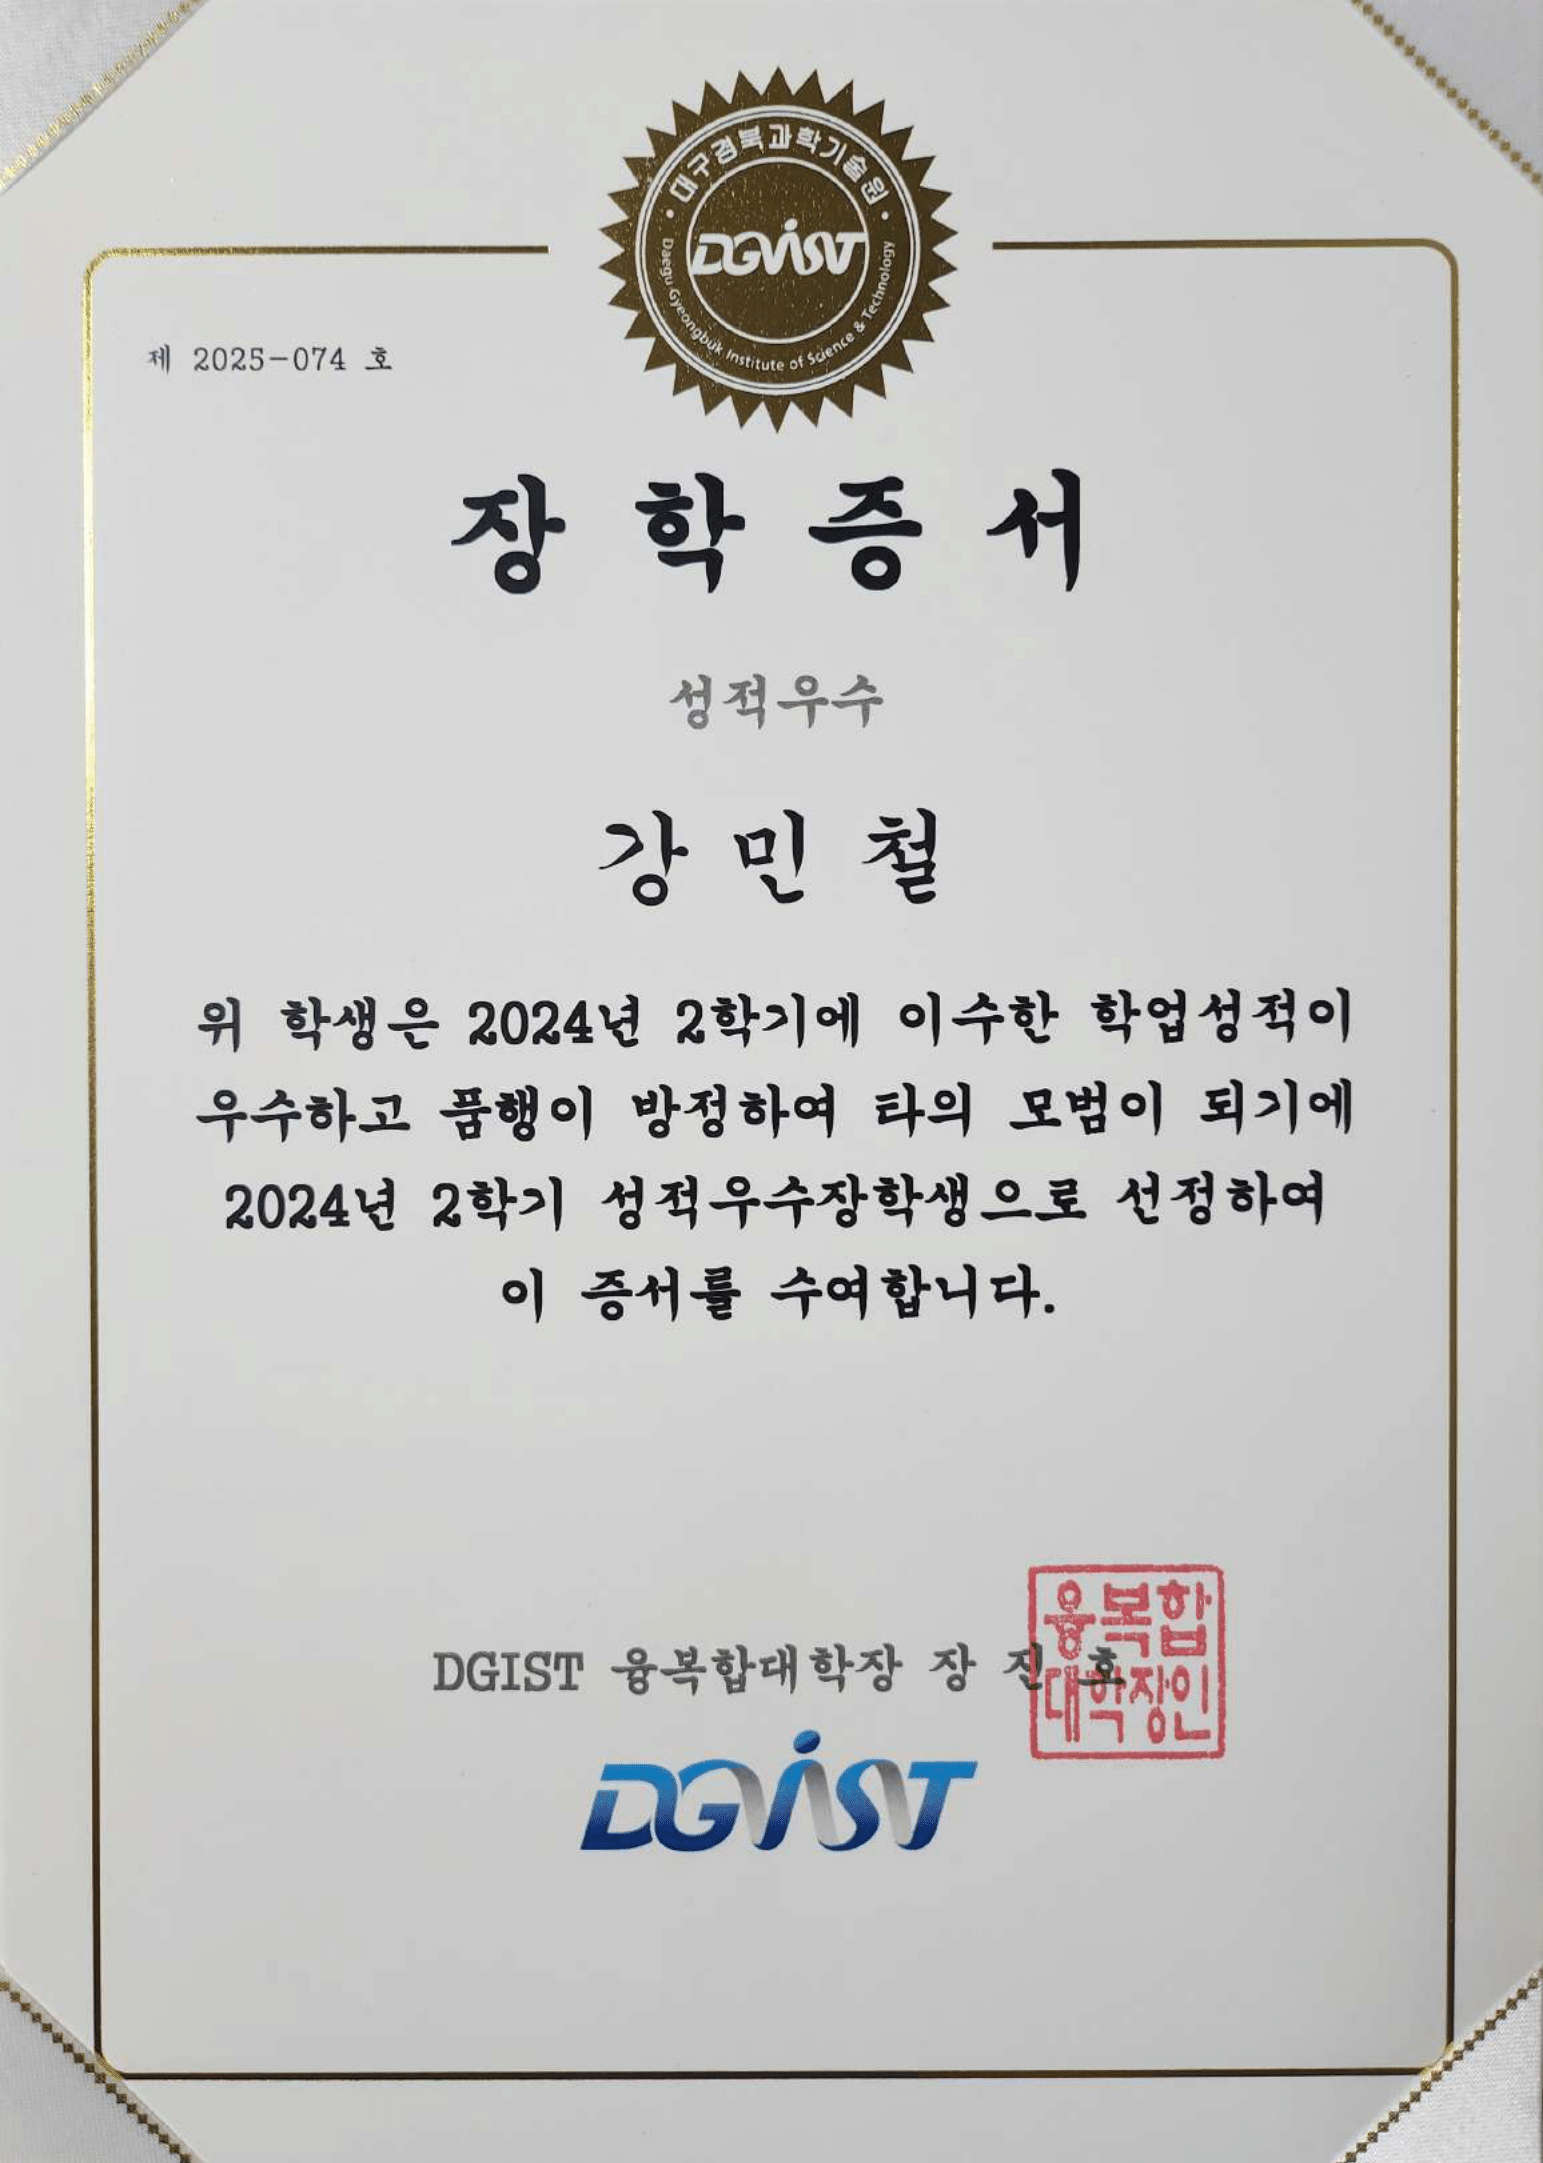 대구경북과학기술원
DGIST
Daegu Gyeongbuk Institute of Science & Technology
제 2025-074 호
장학증서
성적우수
강민철
위 학생은 2024년 2학기에 이수한 학업성적이
우수하고 품행이 방정하여 타의 모범이 되기에
2024년 2학기 성적우수장학생으로 선정하여
이 증서를 수여합니다.
DGIST 융복합대학장 장진호
융복합
대학장인
DGIST